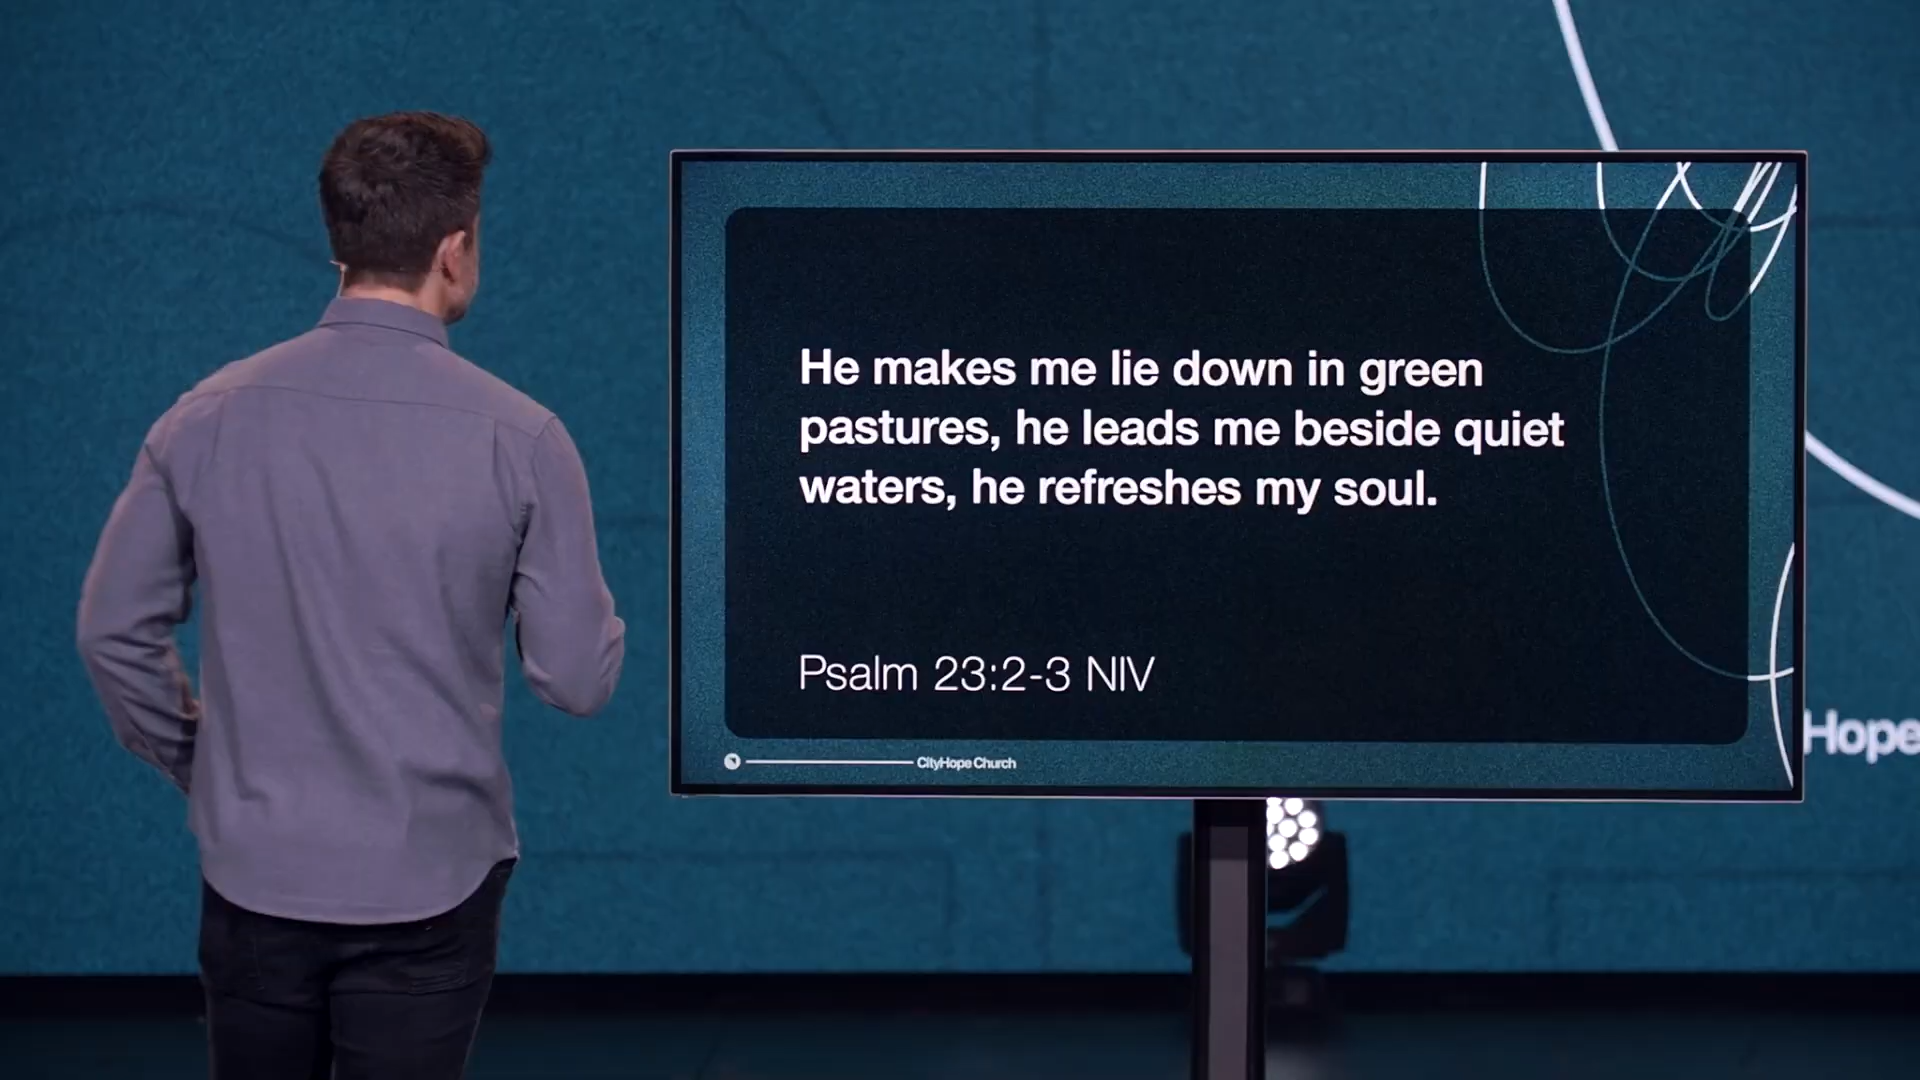 He makes me lie down in green
pastures, he leads me beside quiet
waters, he refreshes my soul.
Psalm 23:2-3 NIV
CityHope Church
Hope